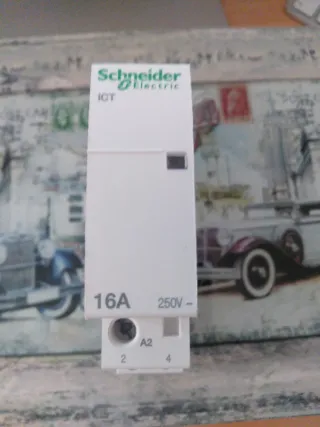 Schneider
Electric
iCT
16A 250V~
A2
2 4